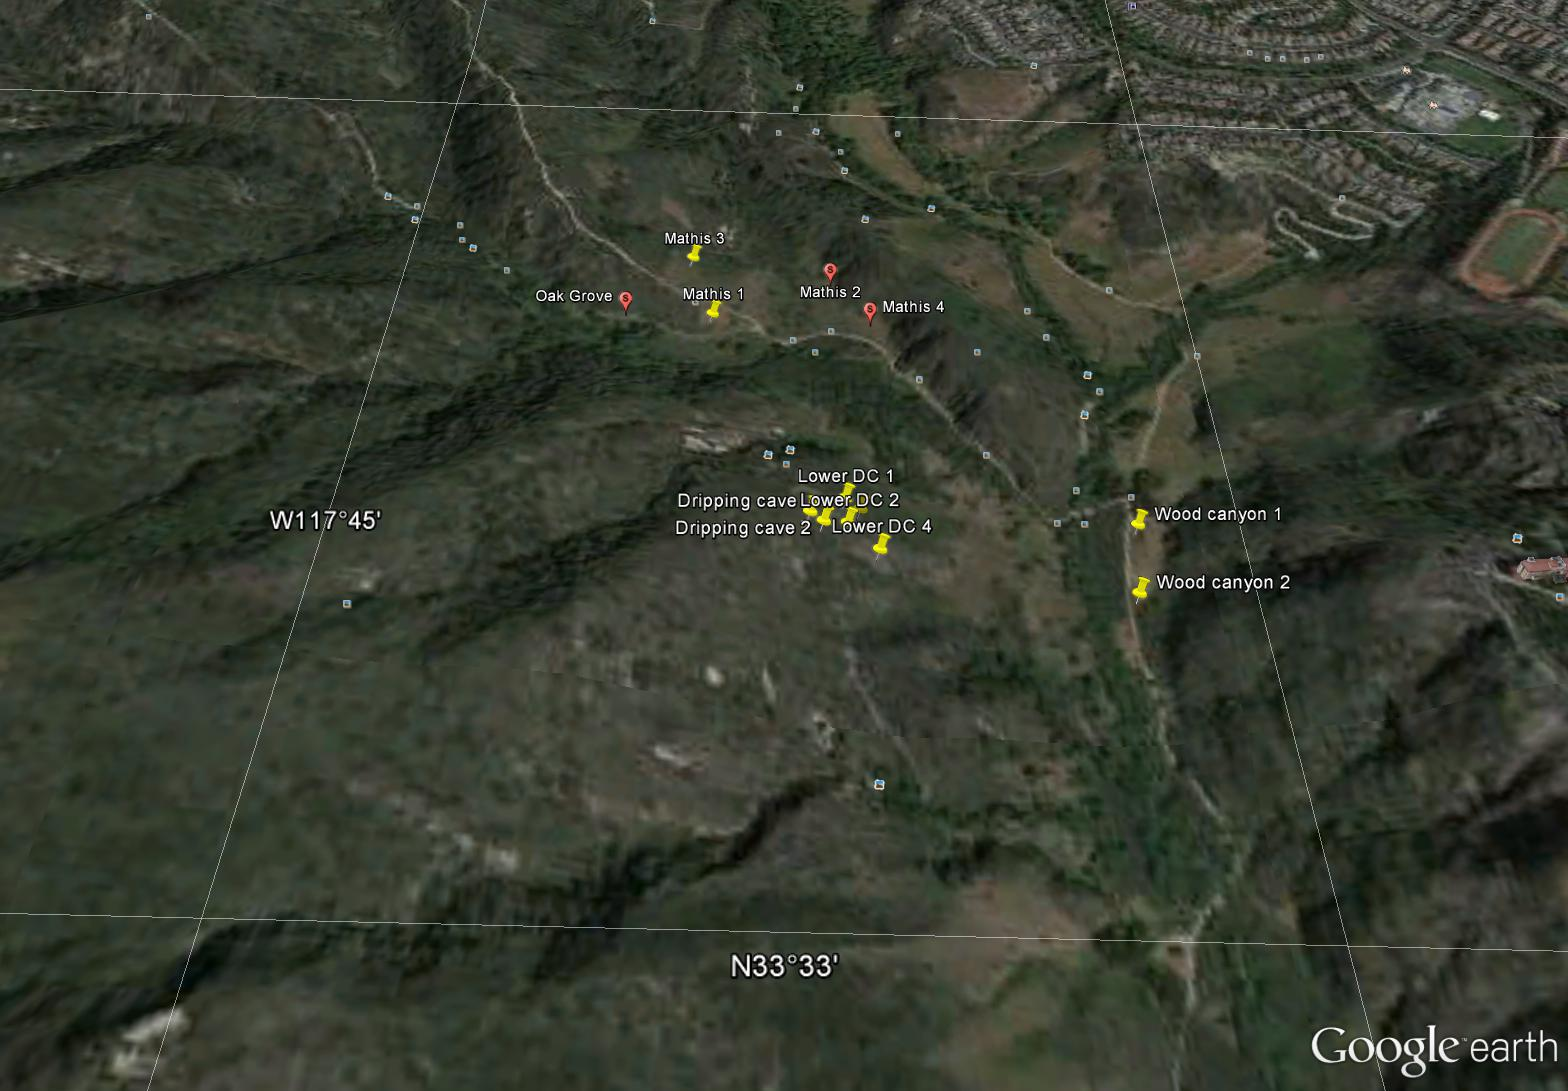 Mathis 3
Oak Grove
S
Mathis 1
S
Mathis 2
S
Mathis 4
Lower DC 1
Dripping cave
Lower DC 2
Dripping cave 2
Lower DC 4
Wood canyon 1
W117°45'
Wood canyon 2
N33°33'
Google earth